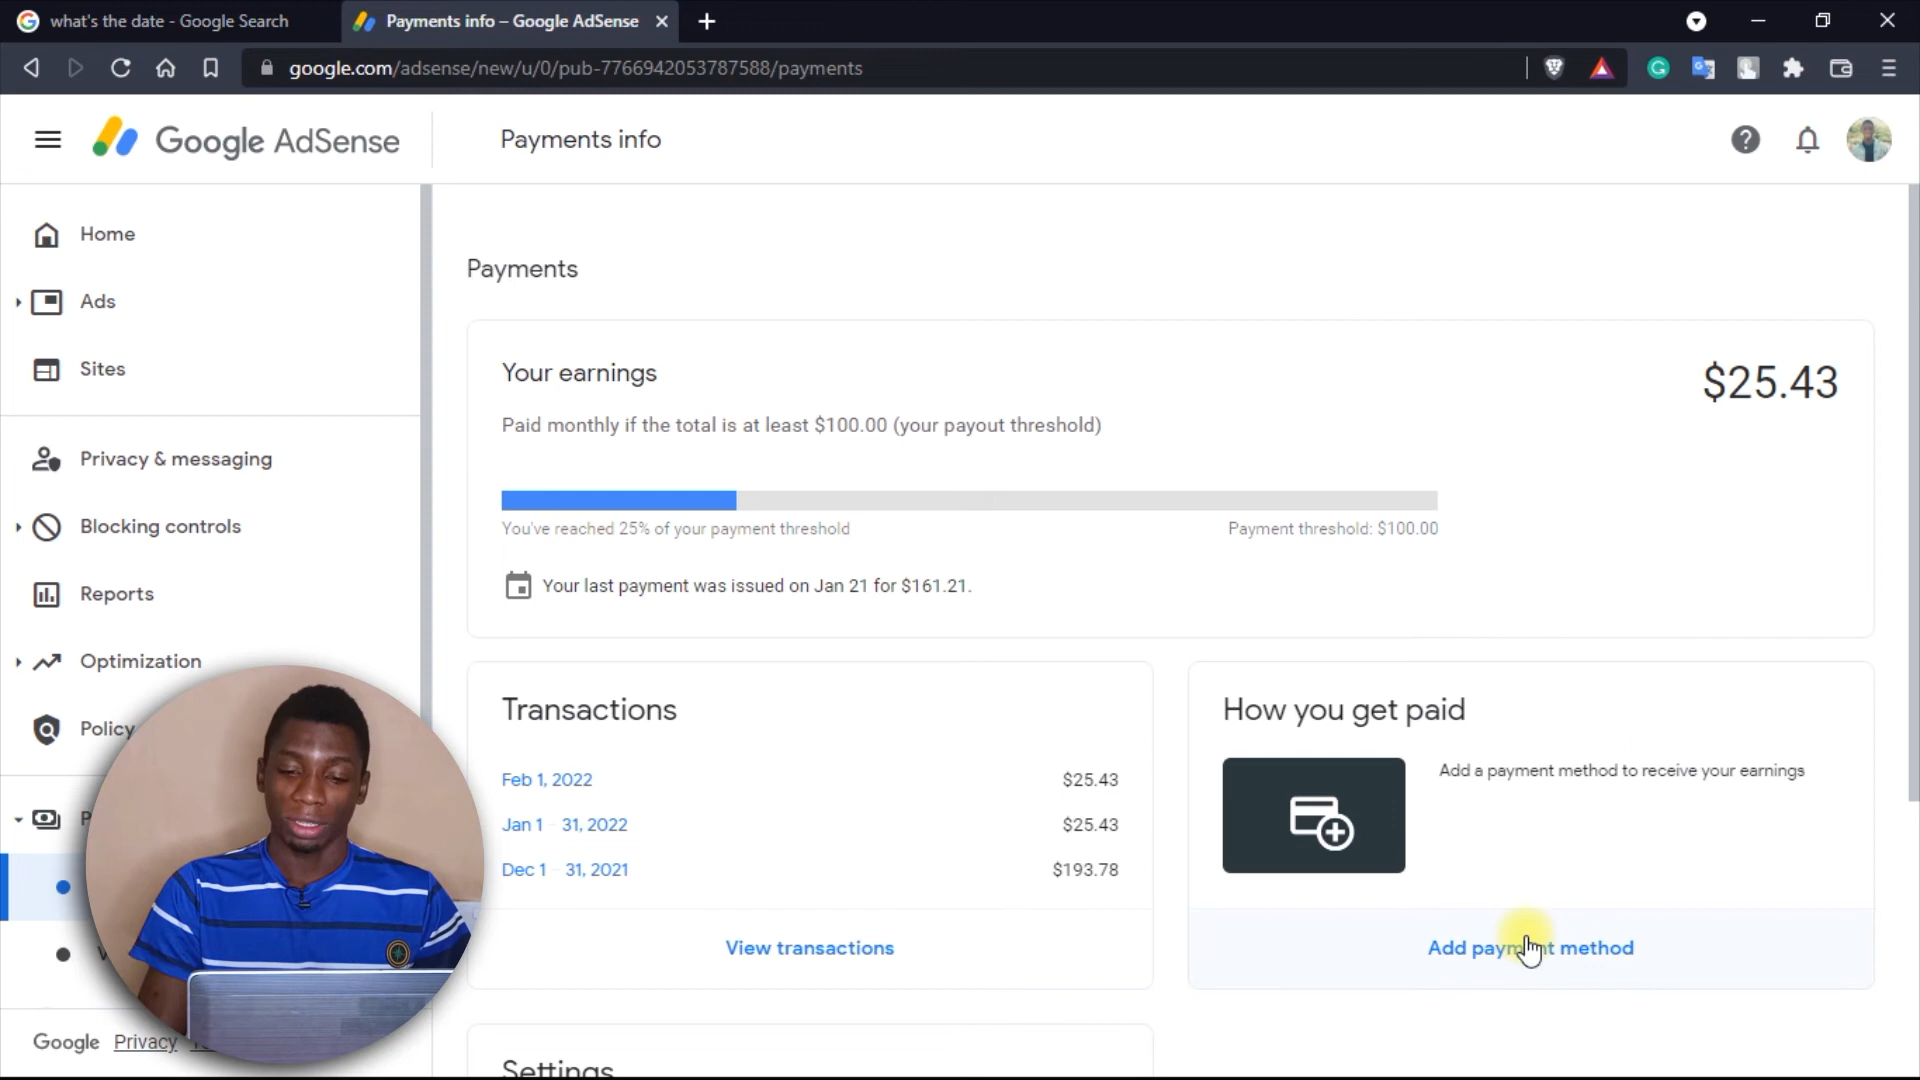 what's the date - Google Search
Payments info – Google AdSense
google.com/adsense/new/u/0/pub-7766942053787588/payments
Google AdSense
Payments info
Home
Ads
Sites
Privacy & messaging
Blocking controls
Reports
Optimization
Policy
Google Privacy
Payments
Your earnings
$25.43
Paid monthly if the total is at least $100.00 (your payout threshold)
You've reached 25% of your payment threshold
Payment threshold: $100.00
Your last payment was issued on Jan 21 for $161.21.
Transactions
Feb 1, 2022 $25.43
Jan 1 – 31, 2022 $25.43
Dec 1 – 31, 2021 $193.78
View transactions
How you get paid
Add a payment method to receive your earnings
Add payment method
Settings